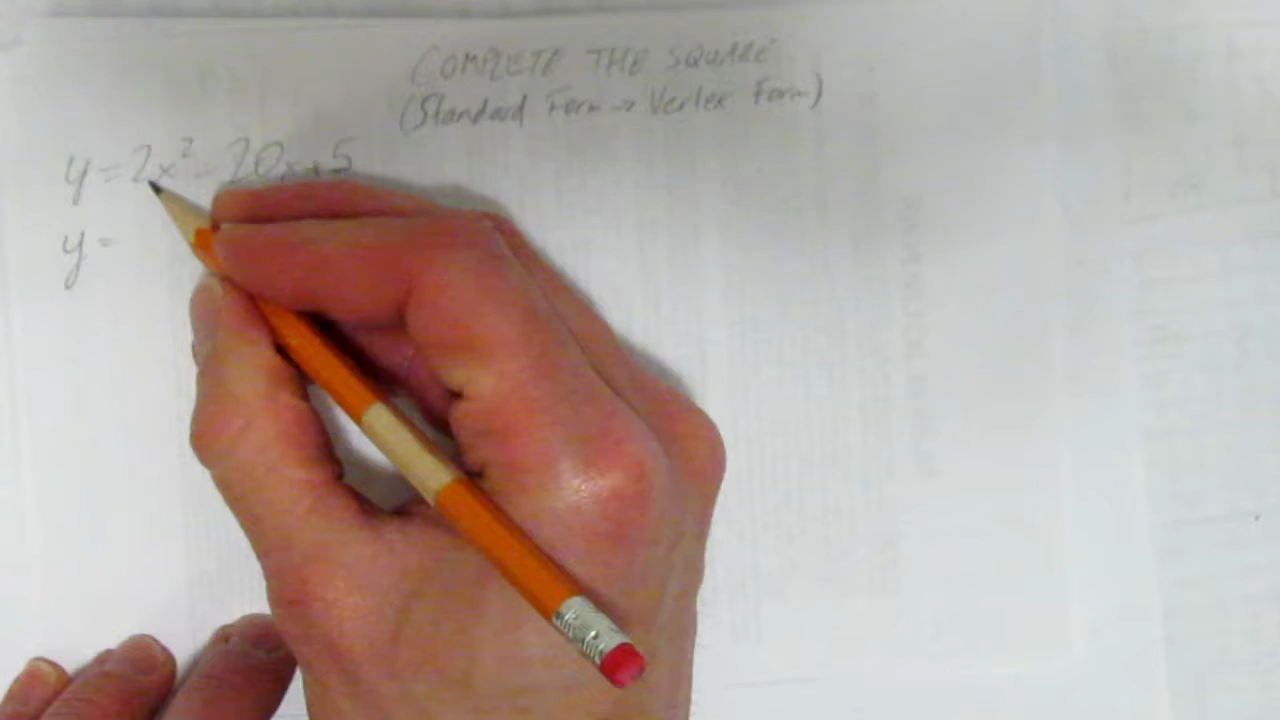 COMPLETE THE SQUARE
(Standard Form → Vertex Form)
y = 2x² - 20x + 5
y =